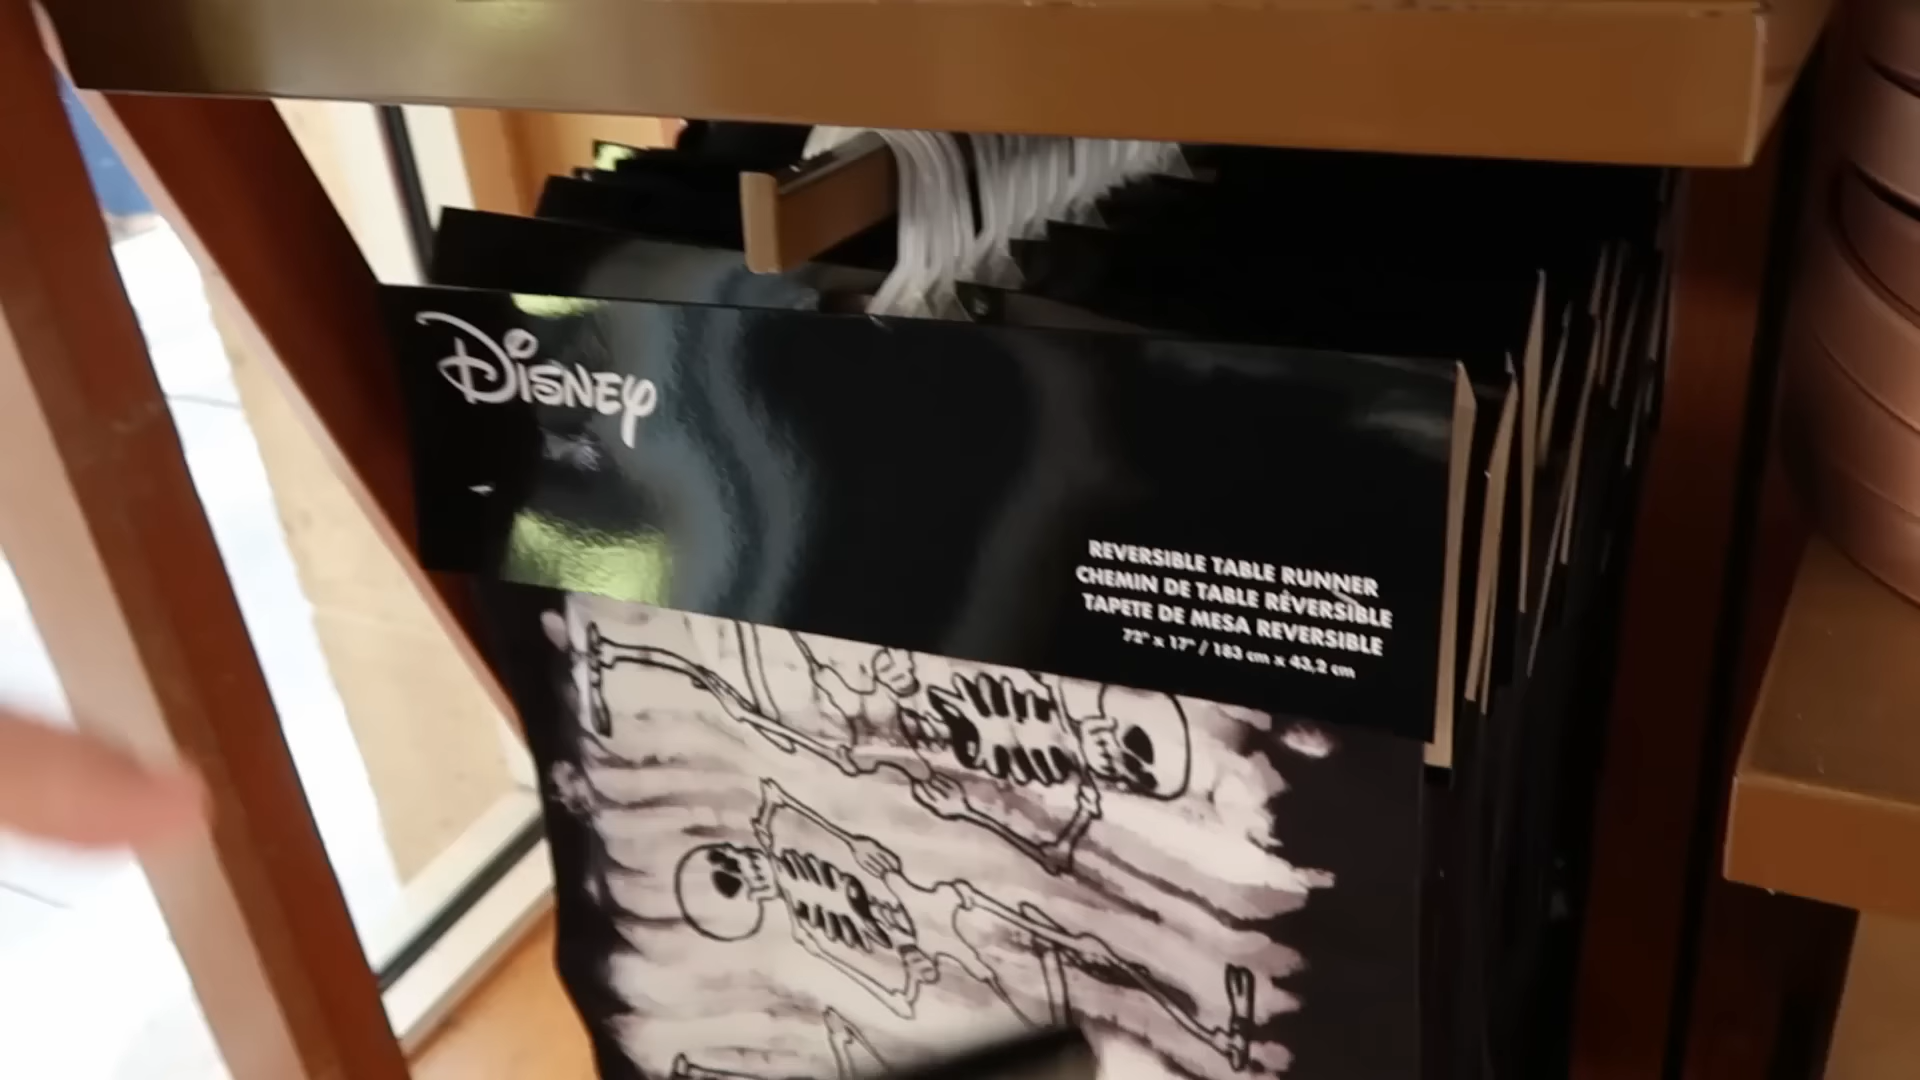 Disney
REVERSIBLE TABLE RUNNER
CHEMIN DE TABLE RÉVERSIBLE
TAPETE DE MESA REVERSIBLE
72" x 17" / 183 cm x 43,2 cm